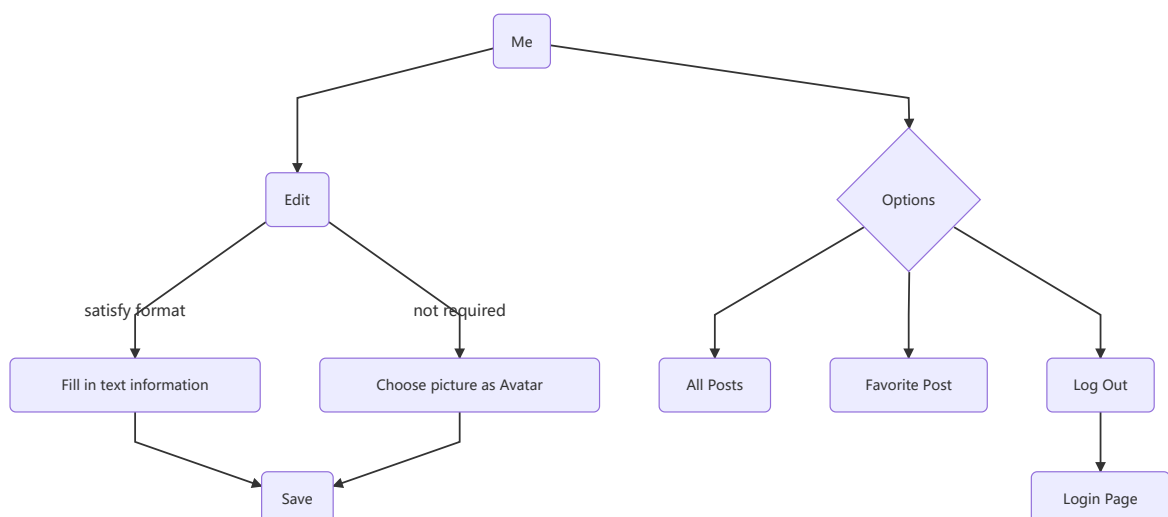 Me
Edit
Options
satisfy format
not required
Fill in text information
Choose picture as Avatar
All Posts
Favorite Post
Log Out
Save
Login Page